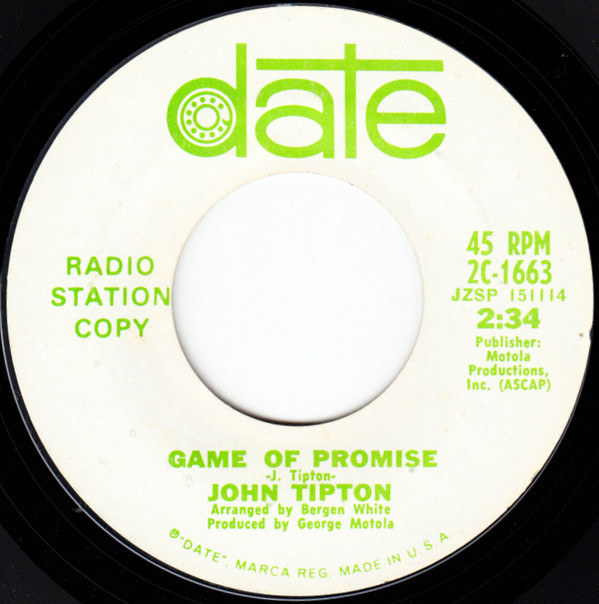 date
RADIO
STATION
COPY
45 RPM
2C-1663
JZSP 151114
2:34
Publisher:
Motola
Productions,
Inc. (ASCAP)
GAME OF PROMISE
-J. Tipton-
JOHN TIPTON
Arranged by Bergen White
Produced by George Motola
℗"DATE". MARCA REG. MADE IN U.S.A.